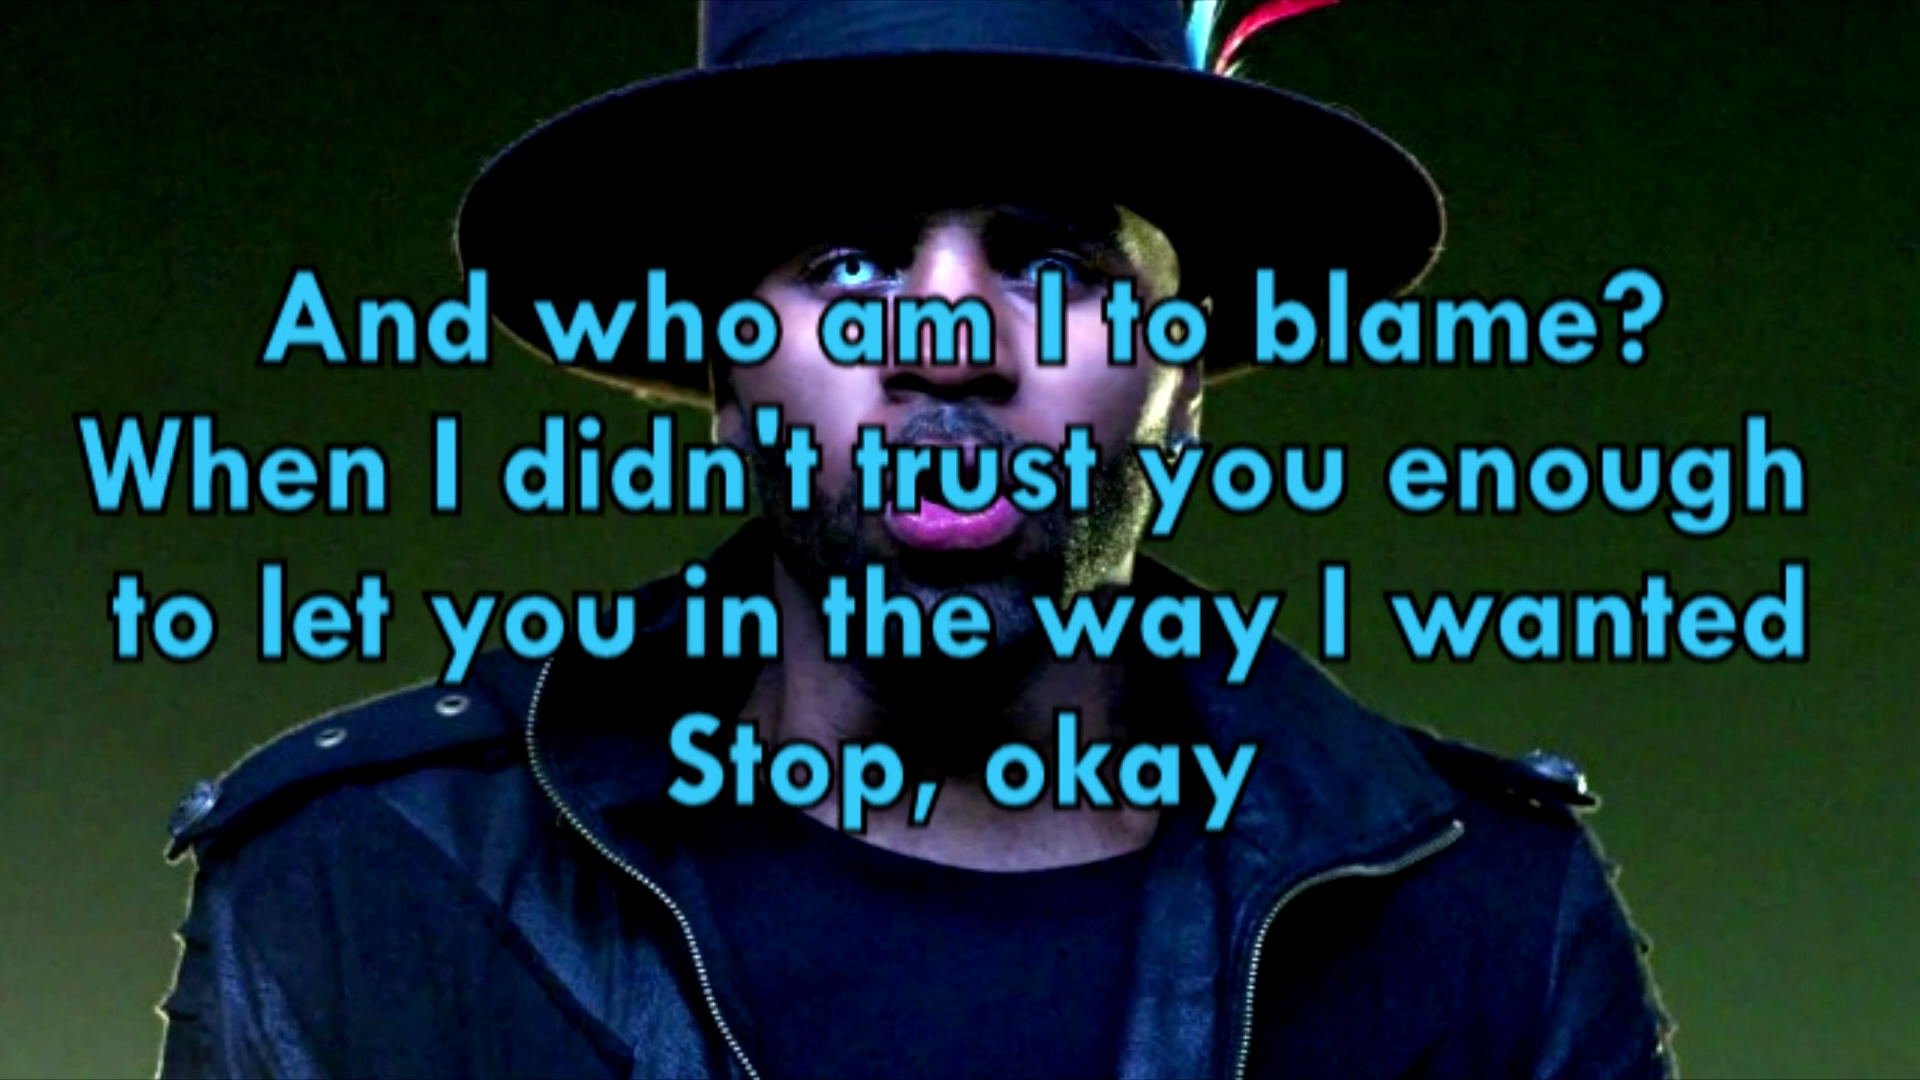 And who am I to blame?
When I didn't trust you enough
to let you in the way I wanted
Stop, okay